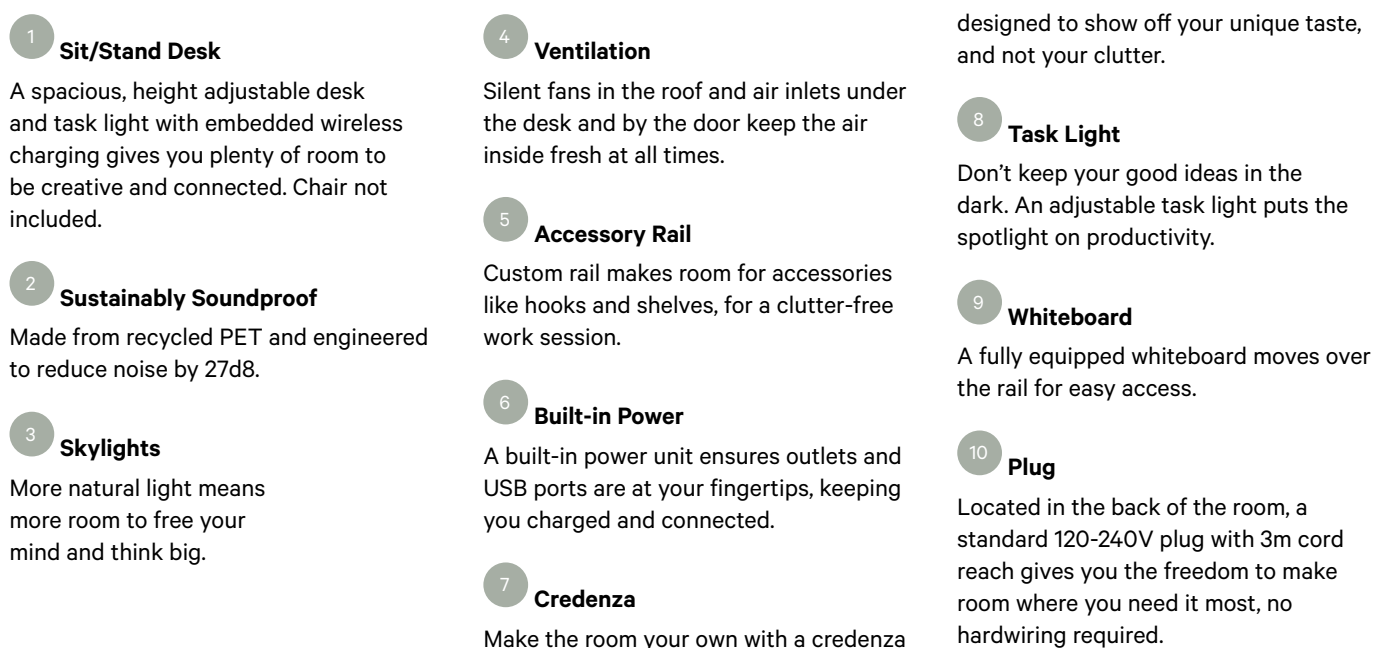 1
Sit/Stand Desk
A spacious, height adjustable desk
and task light with embedded wireless
charging gives you plenty of room to
be creative and connected. Chair not
included.
2
Sustainably Soundproof
Made from recycled PET and engineered
to reduce noise by 27d8.
3
Skylights
More natural light means
more room to free your
mind and think big.
4
Ventilation
Silent fans in the roof and air inlets under
the desk and by the door keep the air
inside fresh at all times.
5
Accessory Rail
Custom rail makes room for accessories
like hooks and shelves, for a clutter-free
work session.
6
Built-in Power
A built-in power unit ensures outlets and
USB ports are at your fingertips, keeping
you charged and connected.
7
Credenza
Make the room your own with a credenza
designed to show off your unique taste,
and not your clutter.
8
Task Light
Don’t keep your good ideas in the
dark. An adjustable task light puts the
spotlight on productivity.
9
Whiteboard
A fully equipped whiteboard moves over
the rail for easy access.
10
Plug
Located in the back of the room, a
standard 120-240V plug with 3m cord
reach gives you the freedom to make
room where you need it most, no
hardwiring required.